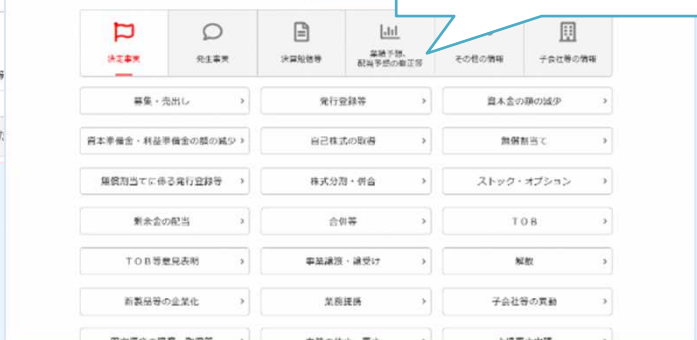 決定事実
発生事実
決算短信等
業績予想、
配当予想の修正等
その他の情報
子会社等の情報
募集・売出し
発行登録等
資本金の額の減少
資本準備金・利益準備金の額の減少
自己株式の取得
無償割当て
無償割当てに係る発行登録等
株式分割・併合
ストック・オプション
剰余金の配当
合併等
TOB
TOB等意見表明
事業譲渡・譲受け
解散
新製品等の企業化
業務提携
子会社等の異動